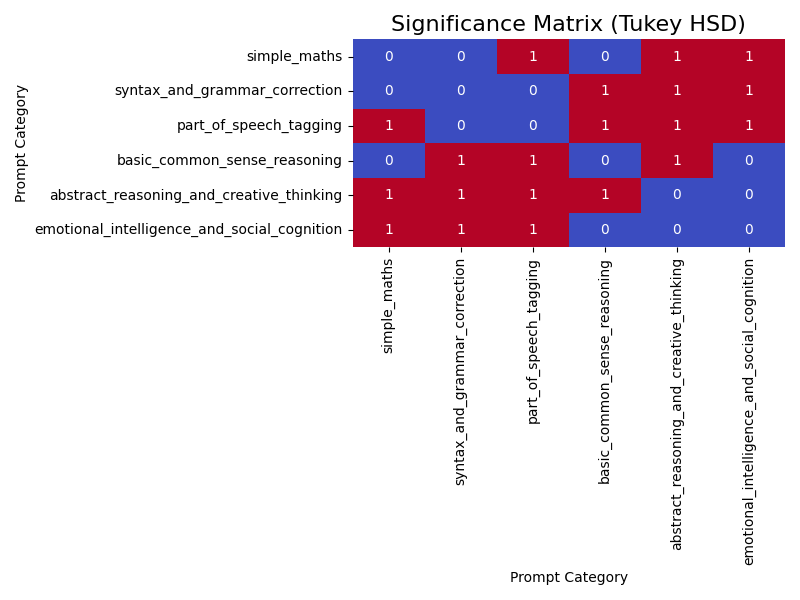 Significance Matrix (Tukey HSD)
Prompt Category
simple_maths 0 0 1 0 1 1
syntax_and_grammar_correction 0 0 0 1 1 1
part_of_speech_tagging 1 0 0 1 1 1
basic_common_sense_reasoning 0 1 1 0 1 0
abstract_reasoning_and_creative_thinking 1 1 1 1 0 0
emotional_intelligence_and_social_cognition 1 1 1 0 0 0
simple_maths
syntax_and_grammar_correction
part_of_speech_tagging
basic_common_sense_reasoning
abstract_reasoning_and_creative_thinking
emotional_intelligence_and_social_cognition
Prompt Category